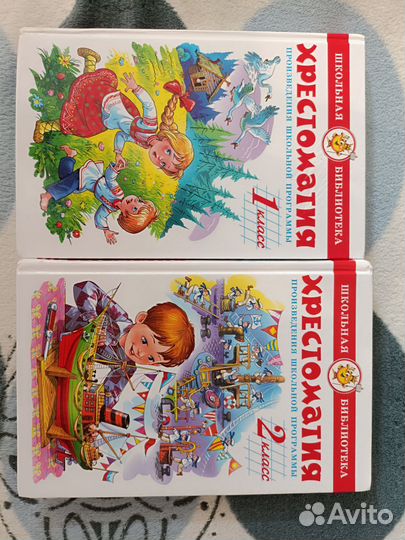 ШКОЛЬНАЯ БИБЛИОТЕКА
ХРЕСТОМАТИЯ
ПРОИЗВЕДЕНИЯ ШКОЛЬНОЙ ПРОГРАММЫ
1 класс
ШКОЛЬНАЯ БИБЛИОТЕКА
ХРЕСТОМАТИЯ
ПРОИЗВЕДЕНИЯ ШКОЛЬНОЙ ПРОГРАММЫ
2 класс
Avito